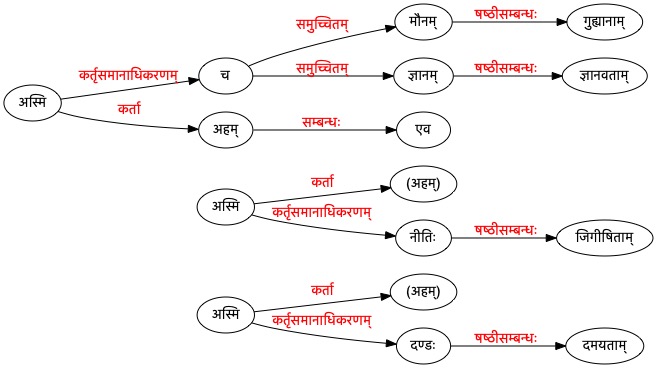 समुच्चितम् मौनम् षष्ठीसम्बन्धः गुह्यानाम्
कर्तृसमानाधिकरणम् च समुच्चितम् ज्ञानम् षष्ठीसम्बन्धः ज्ञानवताम्
अस्मि कर्ता अहम् सम्बन्धः एव
अस्मि कर्ता (अहम्)
कर्तृसमानाधिकरणम् नीतिः षष्ठीसम्बन्धः जिगीषिताम्
अस्मि कर्ता (अहम्)
कर्तृसमानाधिकरणम् दण्डः षष्ठीसम्बन्धः दमयताम्